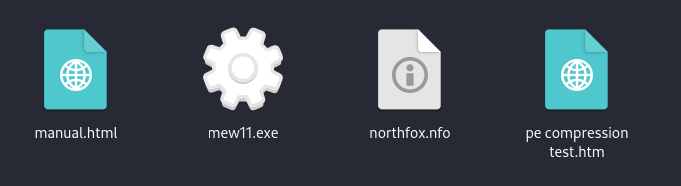 manual.html
mew11.exe
northfox.nfo
pe compression
test.htm